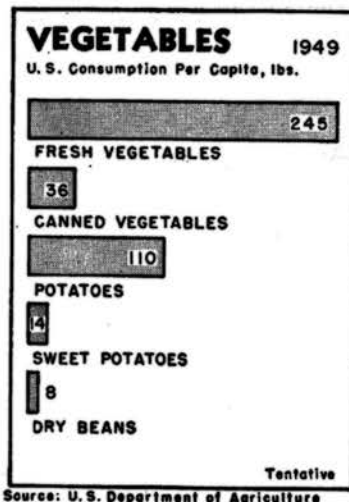 VEGETABLES 1949
U. S. Consumption Per Capita, lbs.
245
FRESH VEGETABLES
36
CANNED VEGETABLES
110
POTATOES
14
SWEET POTATOES
8
DRY BEANS
Tentative
Source: U. S. Department of Agriculture